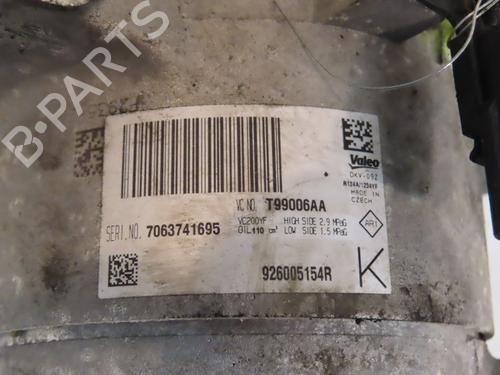 B-PARTS
Valeo
DKV-09Z
R134A/1234YF
MADE IN
CZECH
V.C NO. T99006AA
SERI.NO. 7063741695
VC200YF HIGH SIDE 2.9 MPaG
OIL 110 cm³ LOW SIDE 1.5 MPaG
AR1
926005154R
K